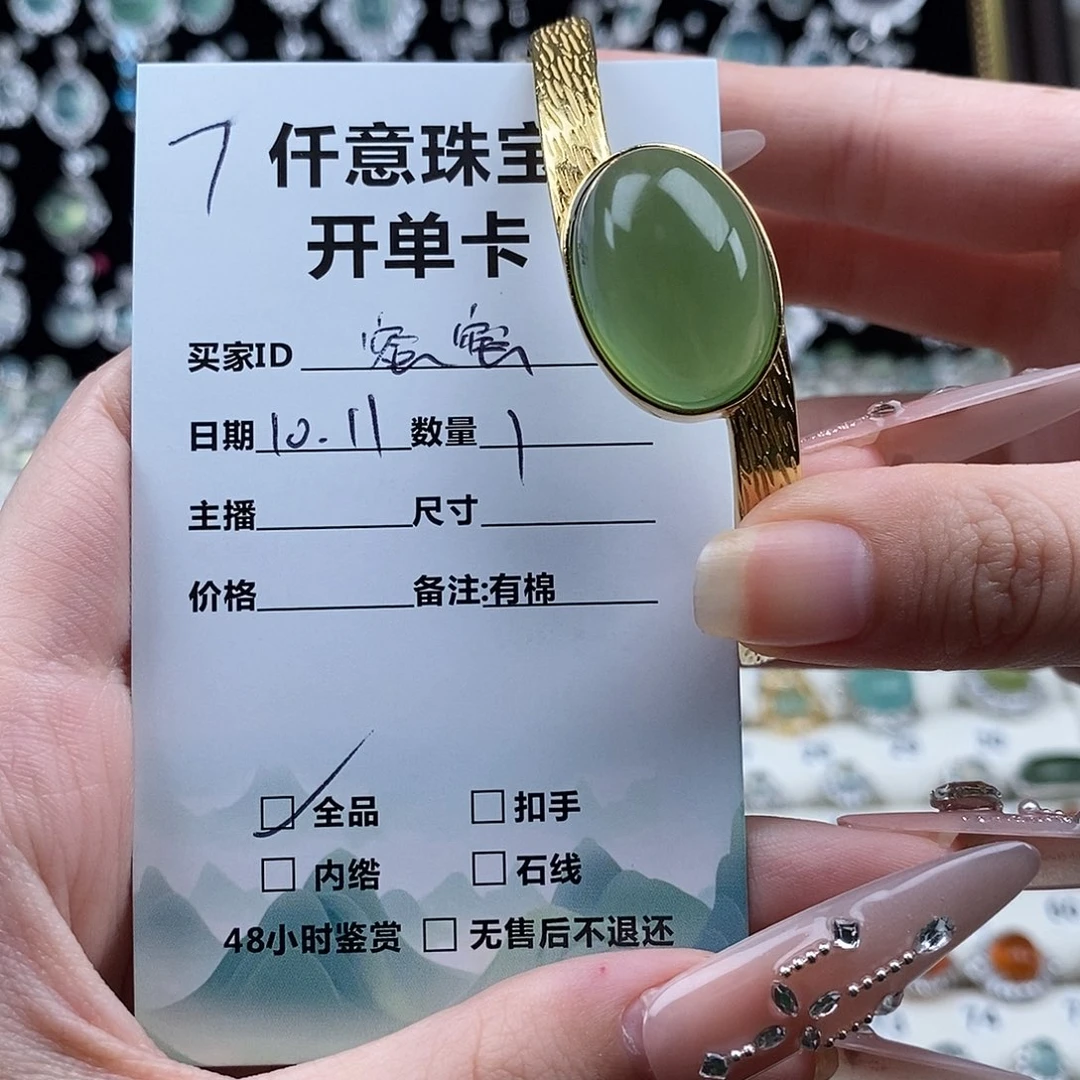 7
仟意珠宝
开单卡
买家ID 客客
日期 10.11 数量 1
主播 尺寸
价格 备注:有棉
全品 扣手
内绺 石线
48小时鉴赏 无售后不退还